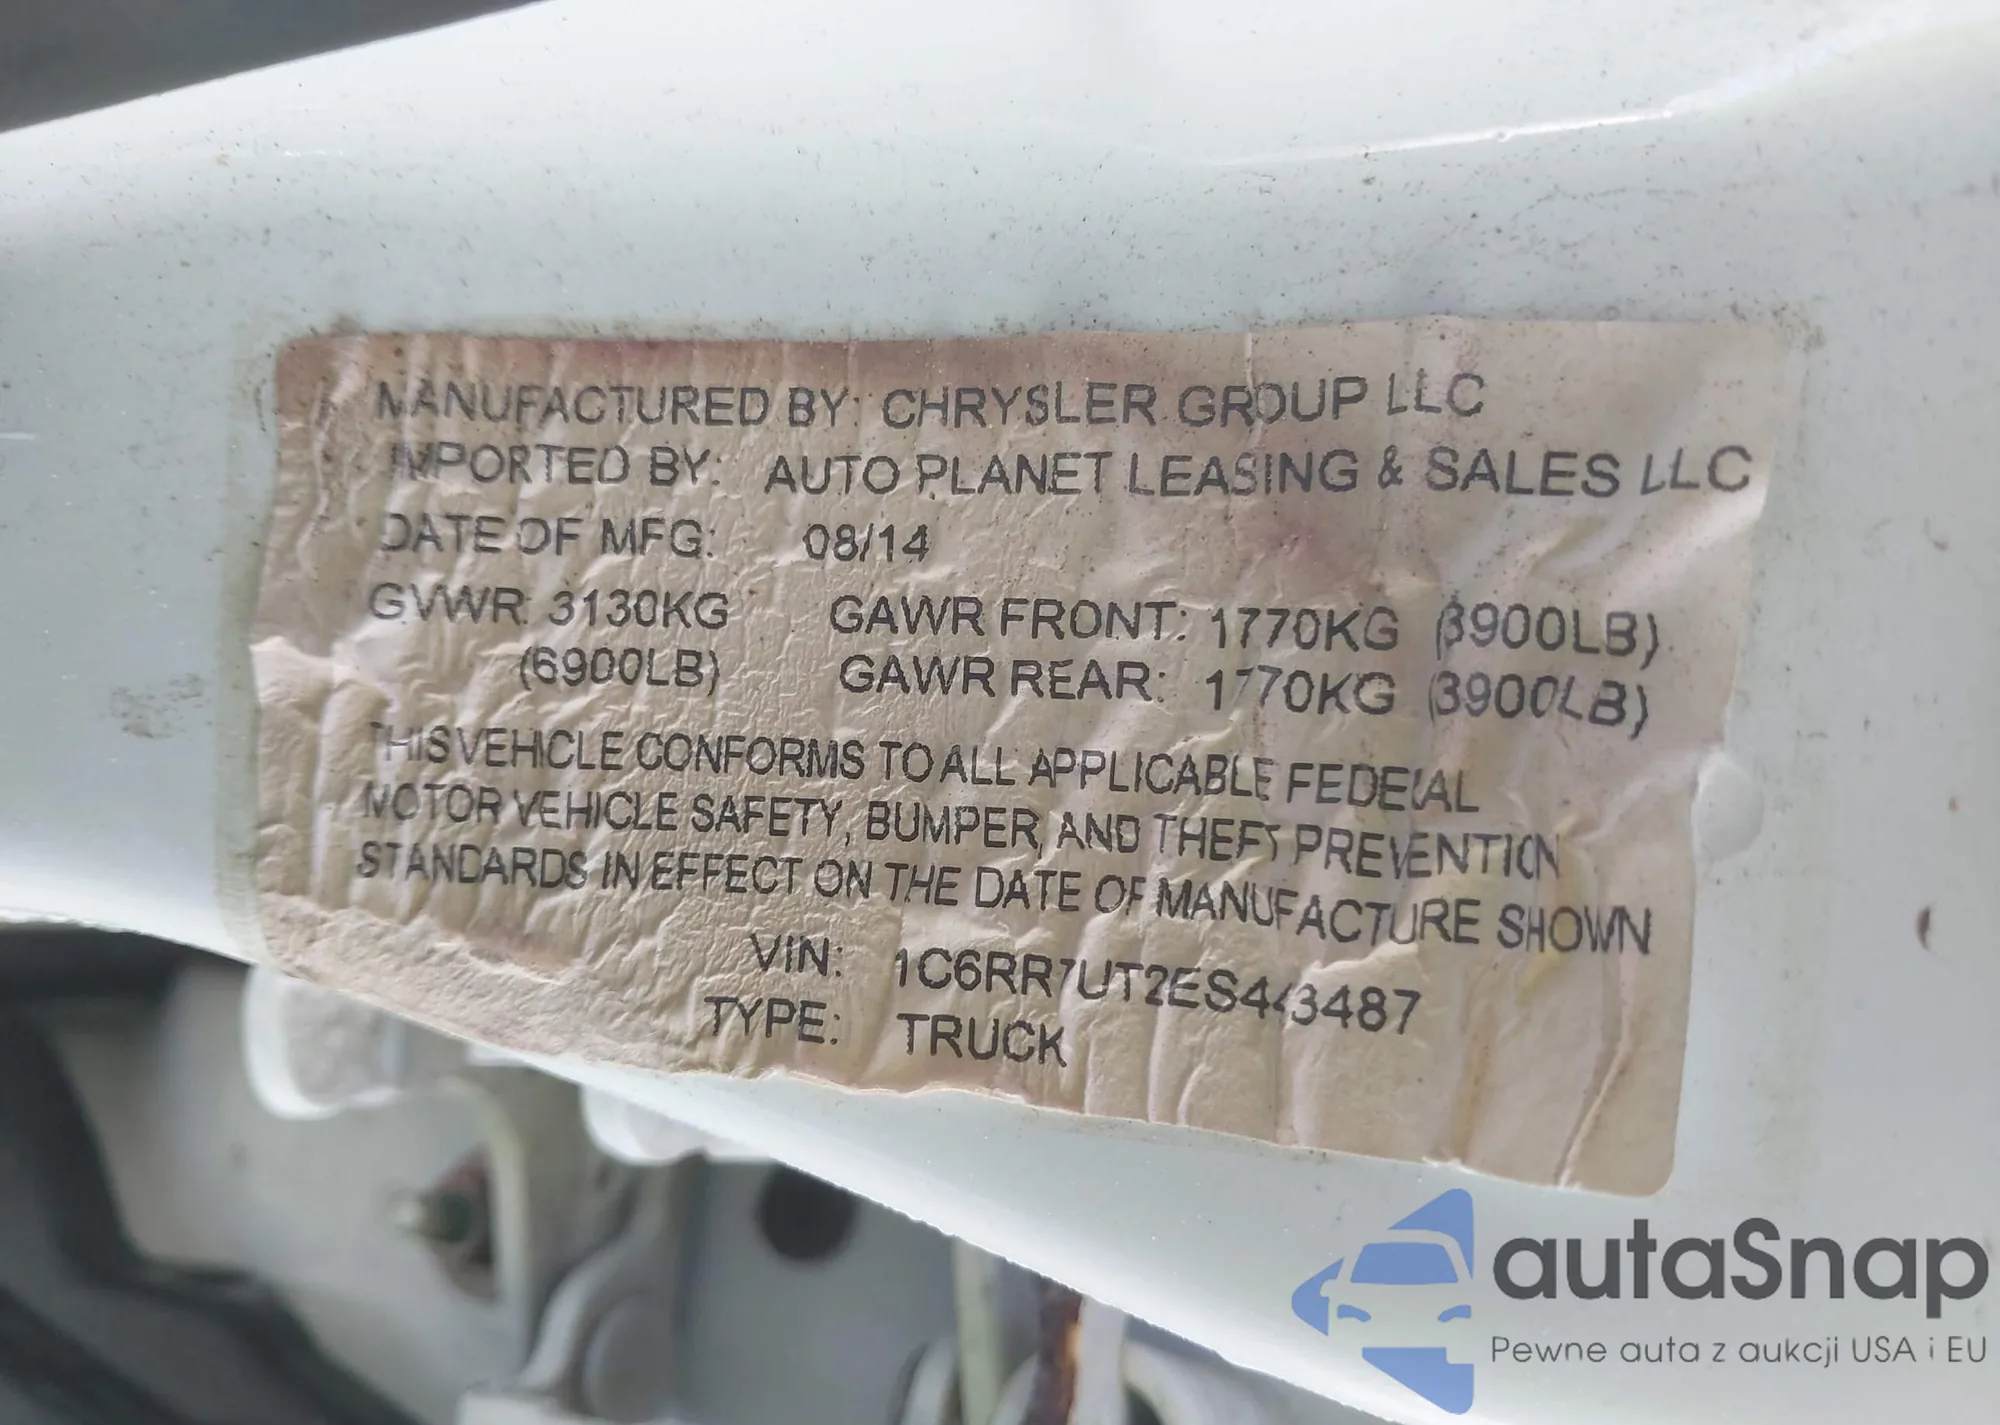 MANUFACTURED BY: CHRYSLER GROUP LLC
IMPORTED BY: AUTO PLANET LEASING & SALES LLC
DATE OF MFG: 08/14
GVWR: 3130KG GAWR FRONT: 1770KG (3900LB)
(6900LB) GAWR REAR: 1770KG (3900LB)
THIS VEHICLE CONFORMS TO ALL APPLICABLE FEDERAL
MOTOR VEHICLE SAFETY, BUMPER, AND THEFT PREVENTION
STANDARDS IN EFFECT ON THE DATE OF MANUFACTURE SHOWN
VIN: 1C6RR7UT2ES443487
TYPE: TRUCK
autaSnap
Pewne auta z aukcji USA i EU